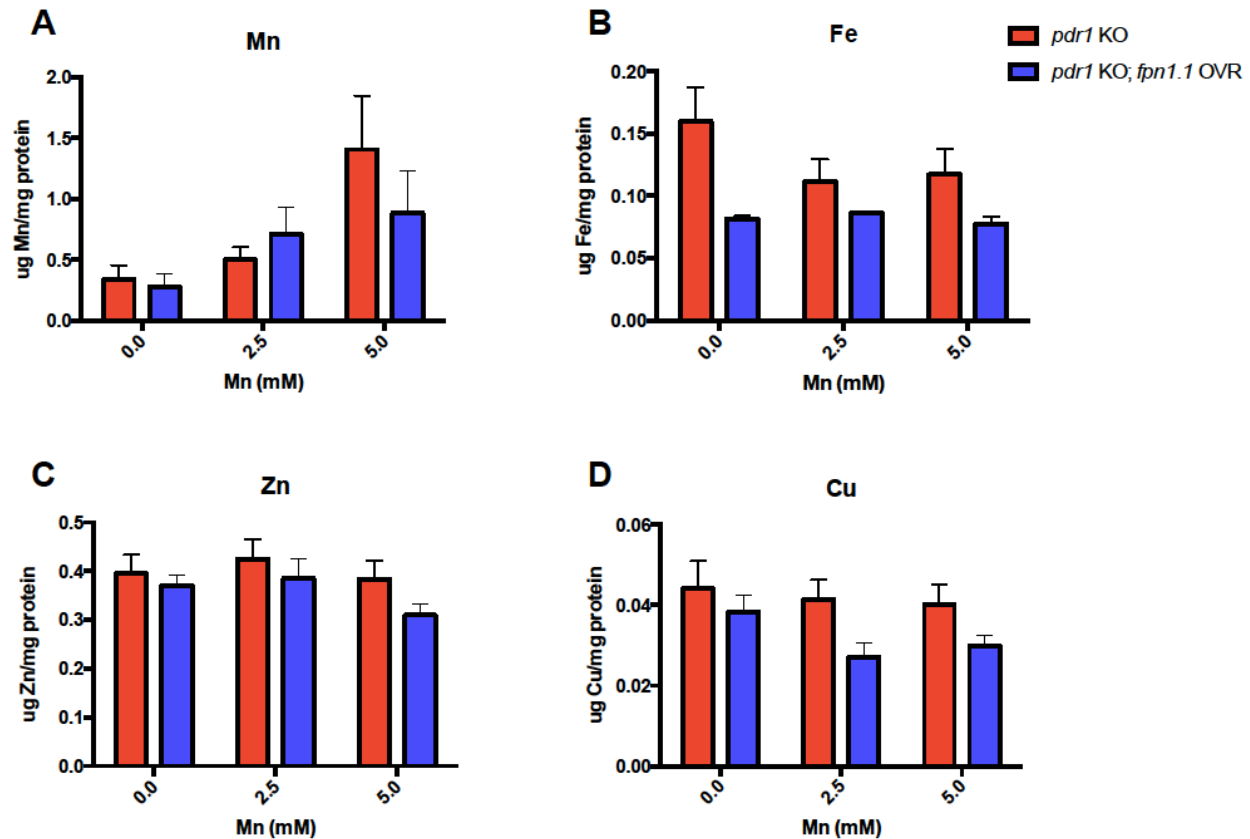 A
Mn
ug Mn/mg protein
2.0
1.5
1.0
0.5
0.0
0.0
2.5
5.0
Mn (mM)
B
Fe
ug Fe/mg protein
0.20
0.15
0.10
0.05
0.00
0.0
2.5
5.0
Mn (mM)
pdr1 KO
pdr1 KO; fpn1.1 OVR
C
Zn
ug Zn/mg protein
0.5
0.4
0.3
0.2
0.1
0.0
0.0
2.5
5.0
Mn (mM)
D
Cu
ug Cu/mg protein
0.06
0.04
0.02
0.00
0.0
2.5
5.0
Mn (mM)